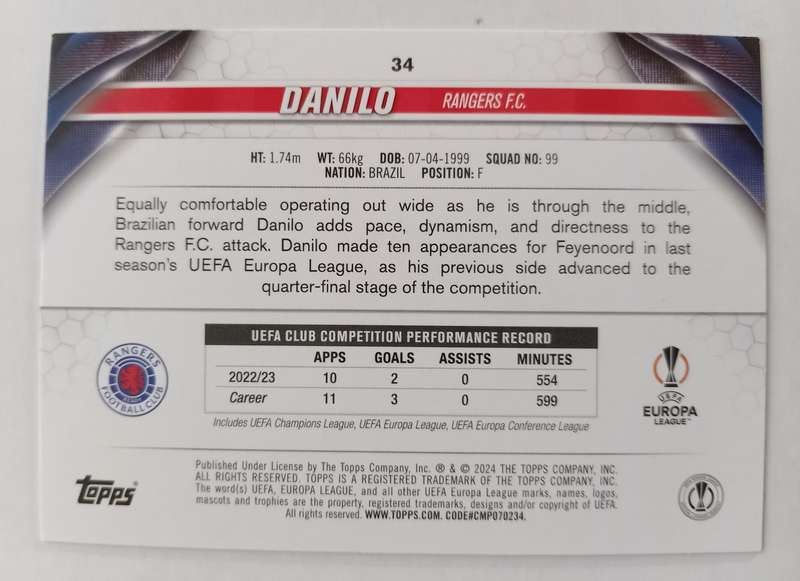 34
DANILO RANGERS F.C.
HT: 1.74m WT: 66kg DOB: 07-04-1999 SQUAD NO: 99
NATION: BRAZIL POSITION: F
Equally comfortable operating out wide as he is through the middle,
Brazilian forward Danilo adds pace, dynamism, and directness to the
Rangers F.C. attack. Danilo made ten appearances for Feyenoord in last
season's UEFA Europa League, as his previous side advanced to the
quarter-final stage of the competition.
UEFA CLUB COMPETITION PERFORMANCE RECORD
APPS GOALS ASSISTS MINUTES
2022/23 10 2 0 554
Career 11 3 0 599
Includes UEFA Champions League, UEFA Europa League, UEFA Europa Conference League
RANGERS
FOOTBALL CLUB
UEFA
EUROPA
LEAGUE™
Topps®
Published Under License by The Topps Company, Inc. ® & © 2024 THE TOPPS COMPANY, INC.
ALL RIGHTS RESERVED. TOPPS IS A REGISTERED TRADEMARK OF THE TOPPS COMPANY, INC.
The word(s) UEFA, EUROPA LEAGUE, and all other UEFA Europa League marks, names, logos,
mascots and trophies are the property, registered trademarks, designs and/or copyright of UEFA.
All rights reserved. WWW.TOPPS.COM. CODE#CMP070234.